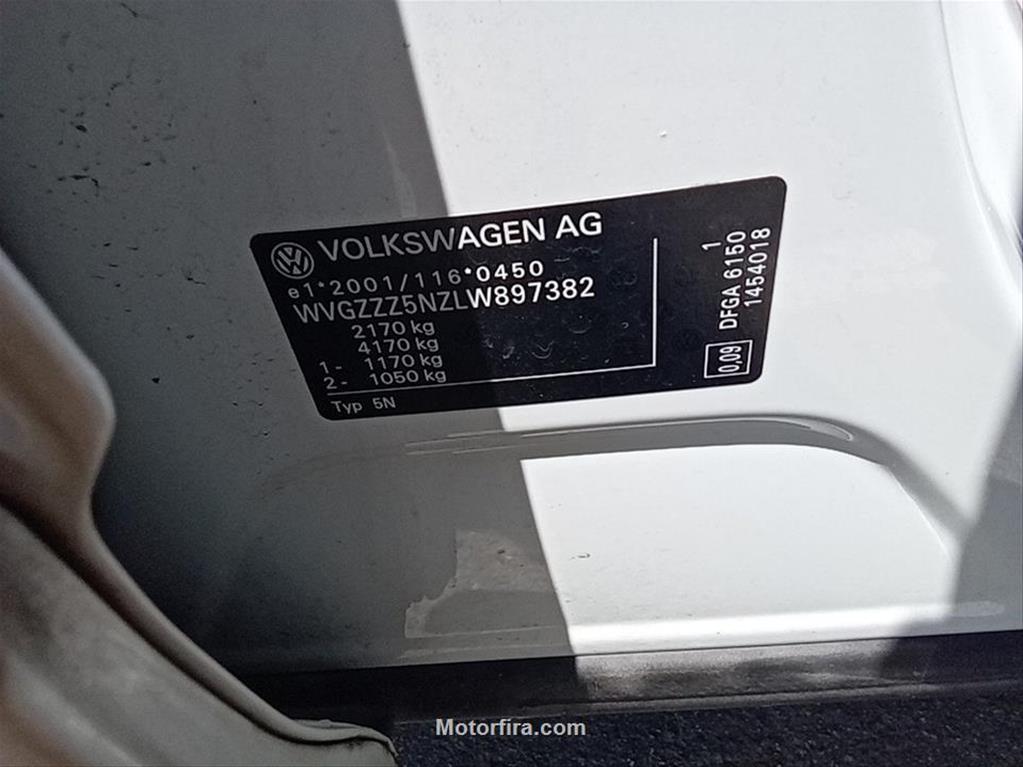 VOLKSWAGEN AG
e1*2001/116*0450
WVGZZZ5NZLW897382
2170 kg
4170 kg
1- 1170 kg
2- 1050 kg
Typ 5N
1
DFGA 6150
1454018
0,09
Motorfira.com